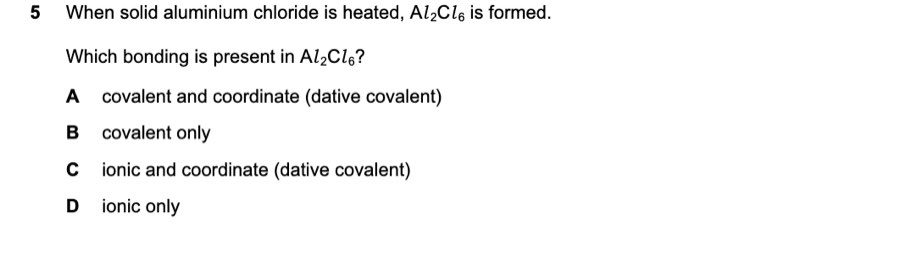 5 When solid aluminium chloride is heated, Al₂Cl₆ is formed.
Which bonding is present in Al₂Cl₆?
A covalent and coordinate (dative covalent)
B covalent only
C ionic and coordinate (dative covalent)
D ionic only